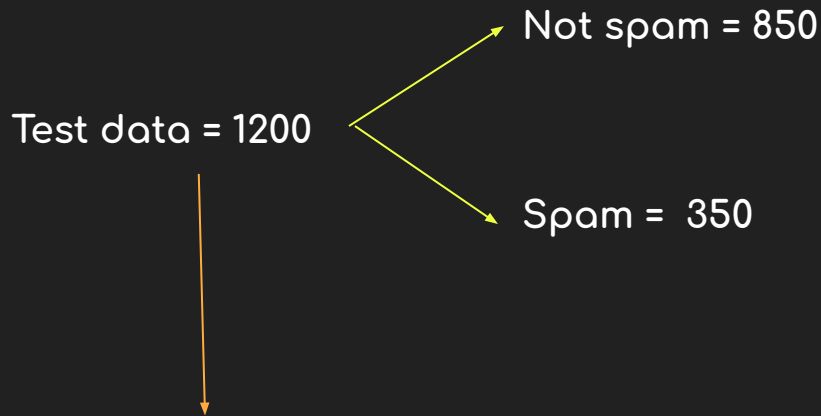 Not spam = 850
Test data = 1200
Spam = 350